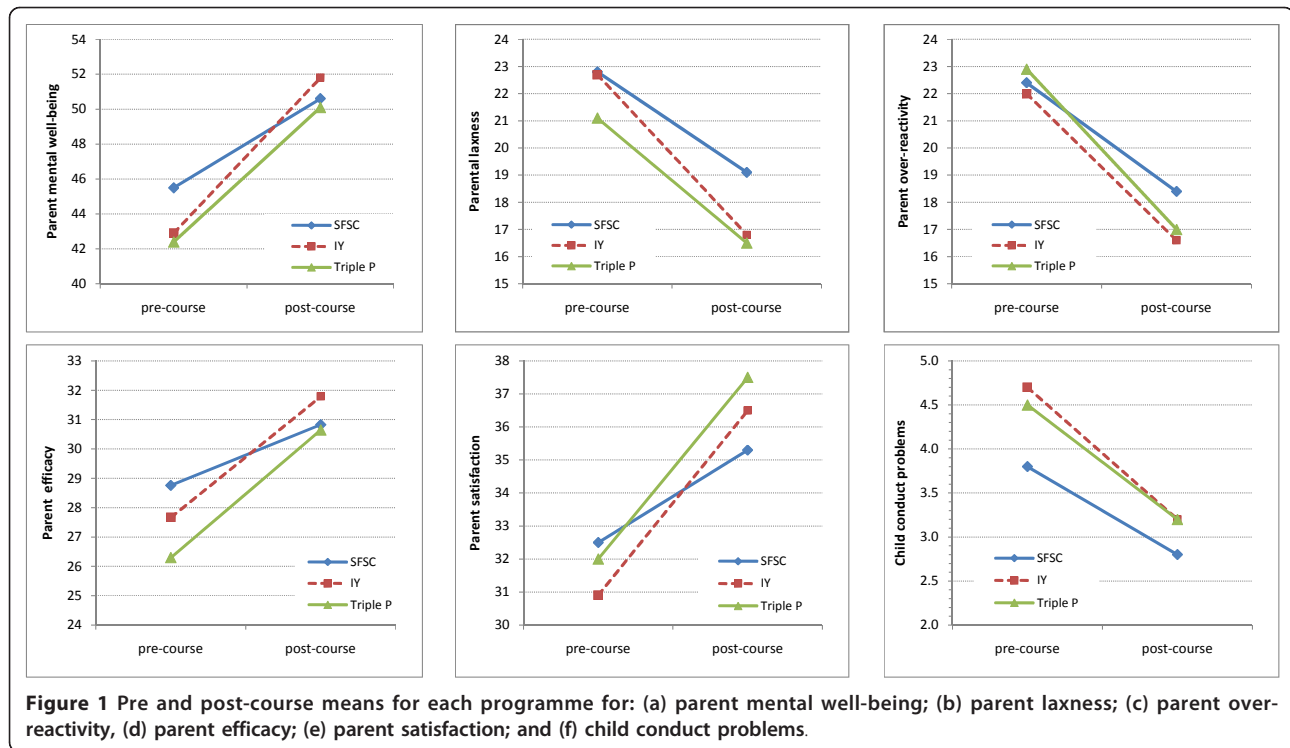 Parent mental well-being
54
52
50
48
46
44
42
40
SFSC
IY
Triple P
pre-course
post-course
Parental laxness
24
23
22
21
20
19
18
17
16
15
SFSC
IY
Triple P
pre-course
post-course
Parent over-reactivity
24
23
22
21
20
19
18
17
16
15
SFSC
IY
Triple P
pre-course
post-course
Parent efficacy
33
32
31
30
29
28
27
26
25
24
SFSC
IY
Triple P
pre-course
post-course
Parent satisfaction
38
37
36
35
34
33
32
31
30
SFSC
IY
Triple P
pre-course
post-course
Child conduct problems
5.0
4.5
4.0
3.5
3.0
2.5
2.0
SFSC
IY
Triple P
pre-course
post-course
Figure 1 Pre and post-course means for each programme for: (a) parent mental well-being; (b) parent laxness; (c) parent over-
reactivity, (d) parent efficacy; (e) parent satisfaction; and (f) child conduct problems.